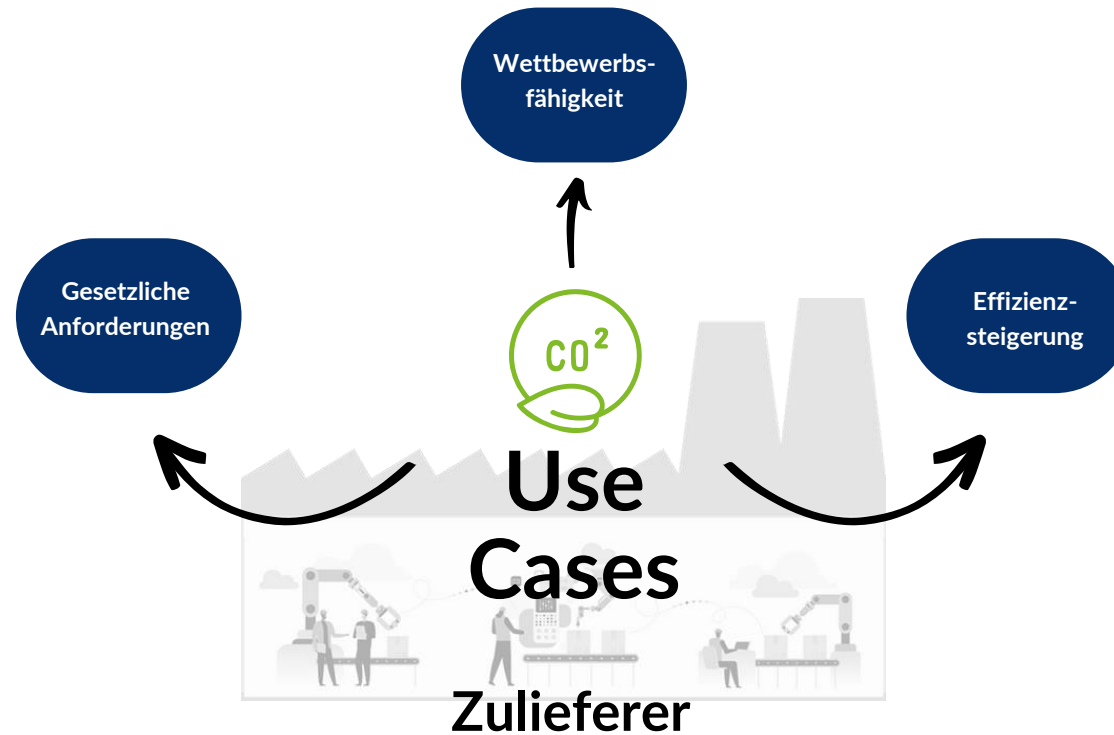 Wettbewerbs-
fähigkeit
Gesetzliche
Anforderungen
Effizienz-
steigerung
CO²
Use
Cases
Zulieferer